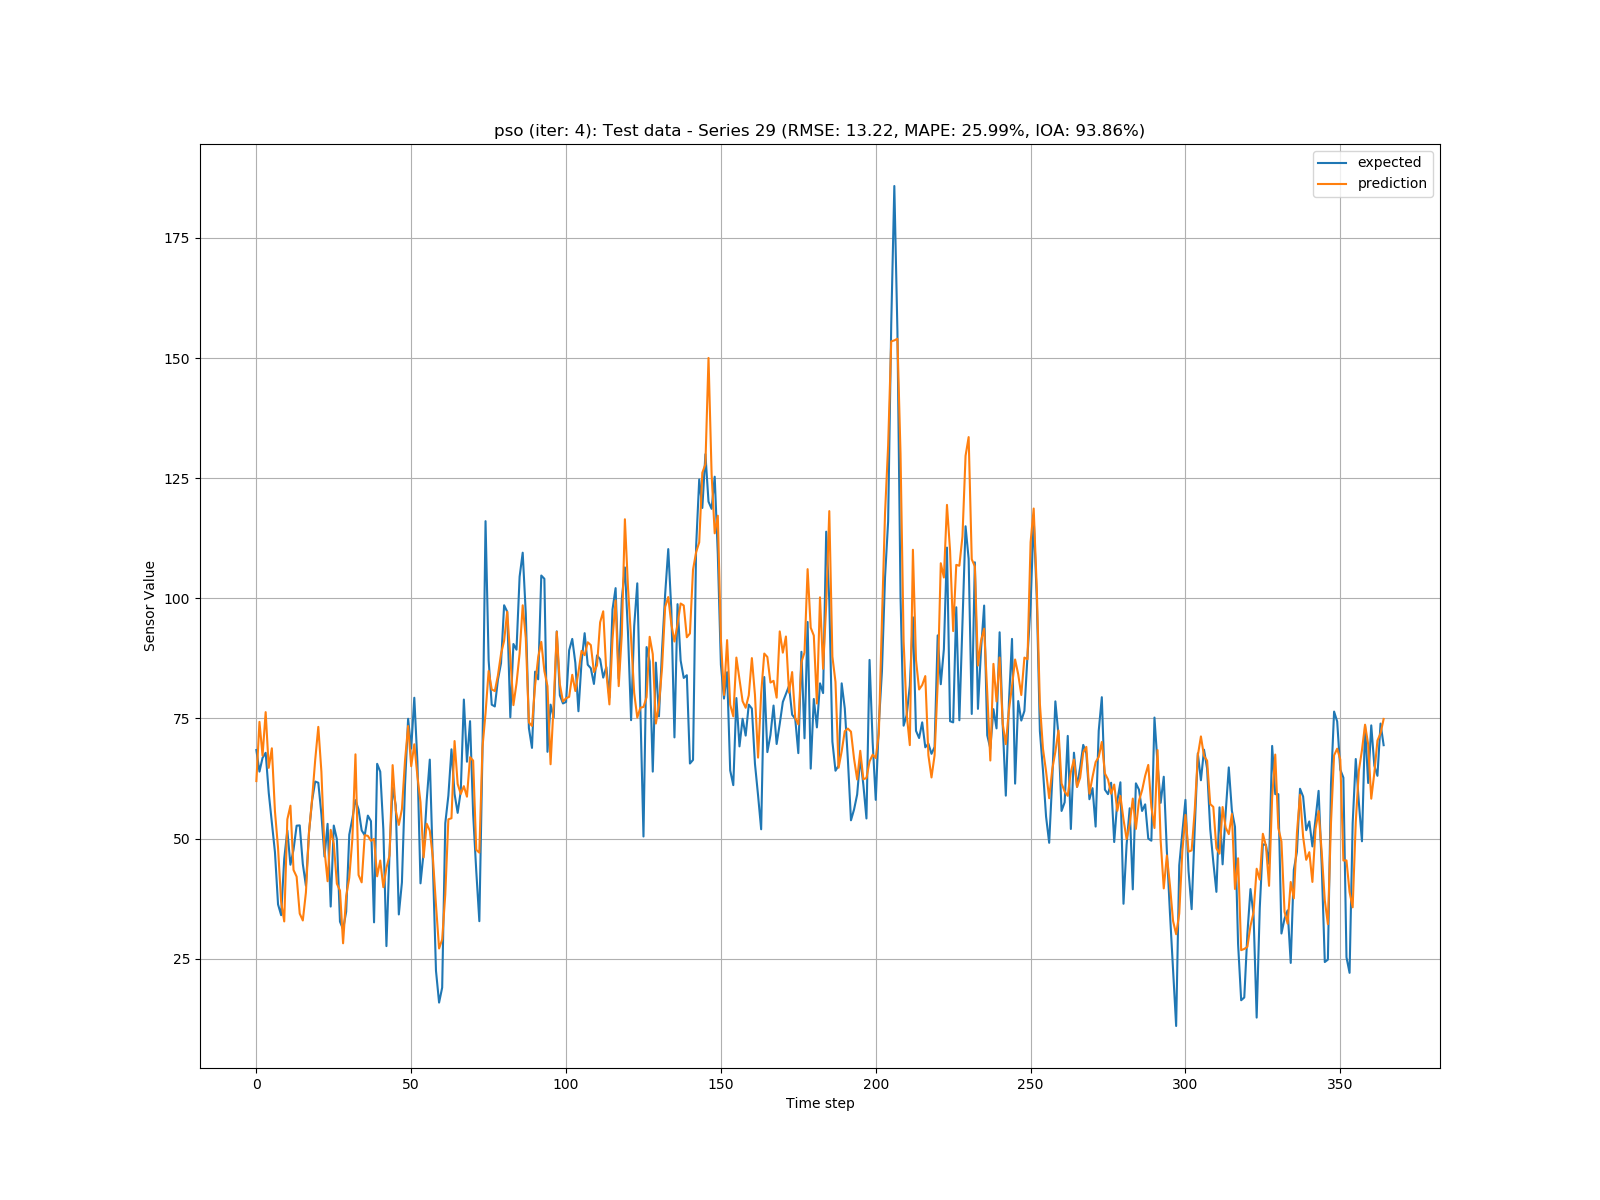 pso (iter: 4): Test data - Series 29 (RMSE: 13.22, MAPE: 25.99%, IOA: 93.86%)
expected
prediction
175
150
125
100
75
50
25
Sensor Value
0 50 100 150 200 250 300 350
Time step